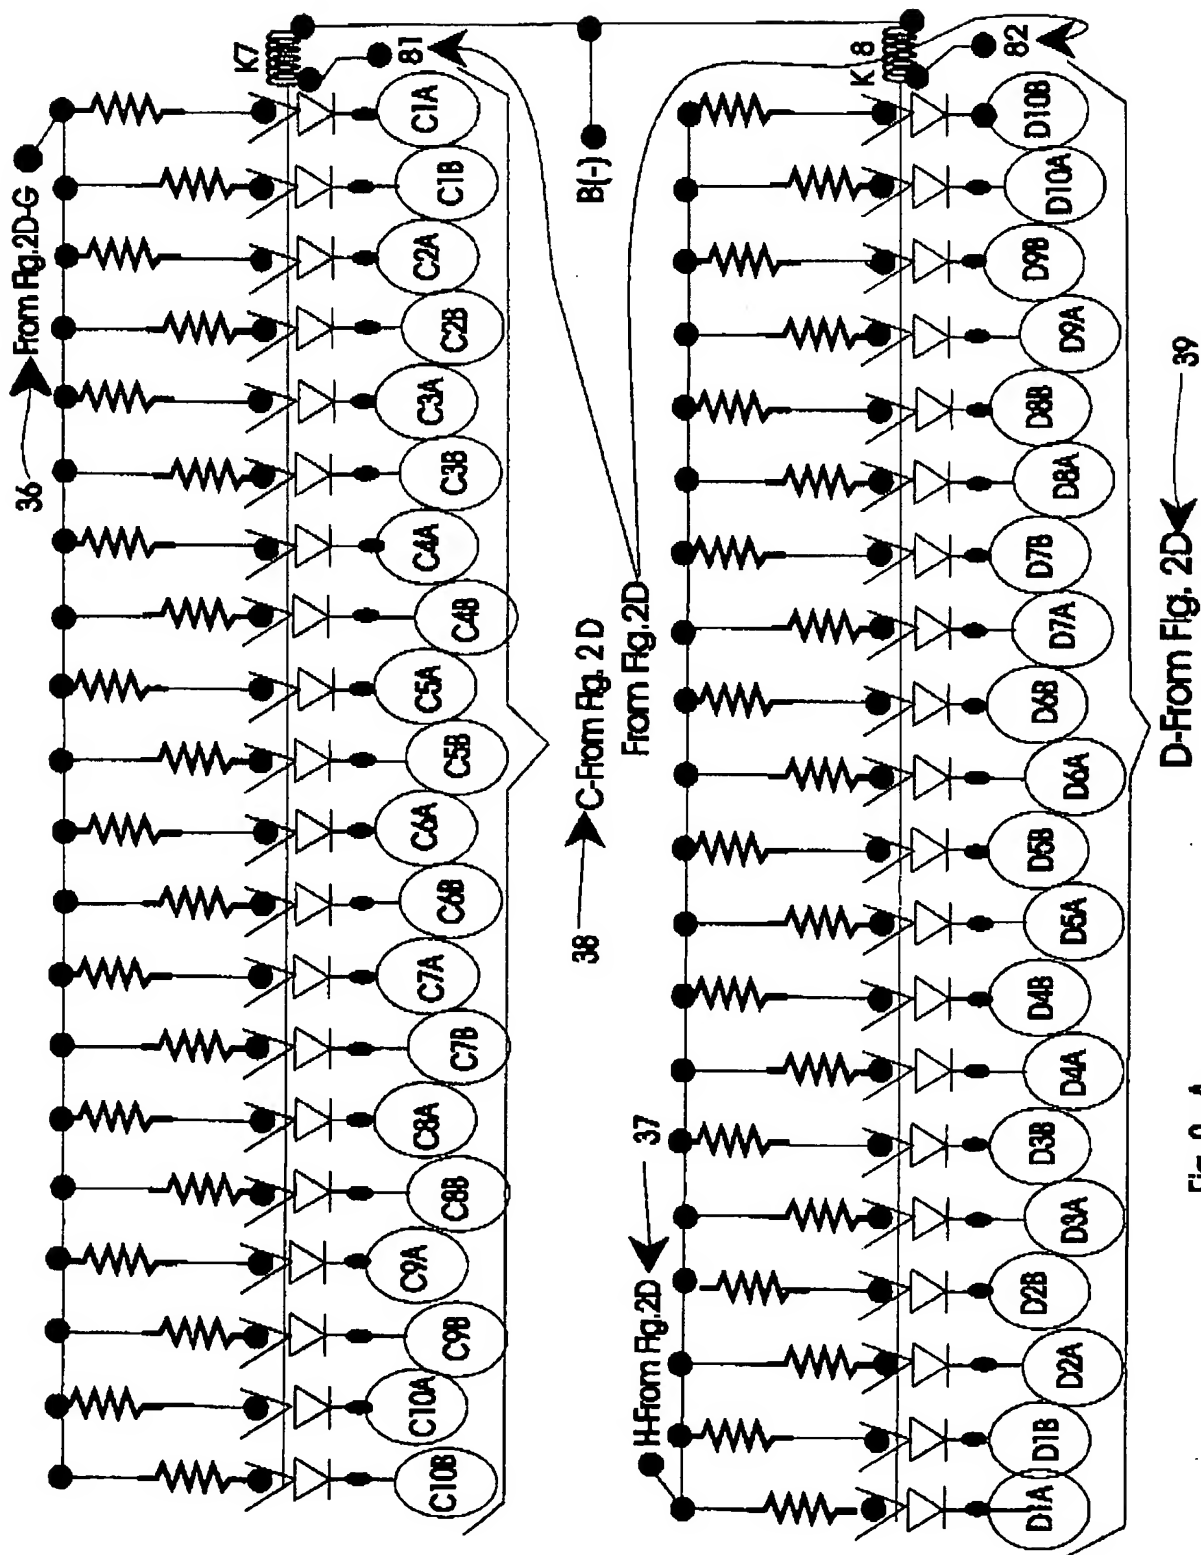 36
From Fig.2D-G
K7
81
C10B
C10A
C9B
C9A
C8B
C8A
C7B
C7A
C6B
C6A
C5B
C5A
C4B
C4A
C3B
C3A
C2B
C2A
C1B
C1A
38
C-From Fig. 2 D
From Fig.2D
B(-)
H-From Fig.2D
37
K 8
82
D1A
D1B
D2A
D2B
D3A
D3B
D4A
D4B
D5A
D5B
D6A
D6B
D7A
D7B
D8A
D8B
D9A
D9B
D10A
D10B
D-From Fig. 2D
39